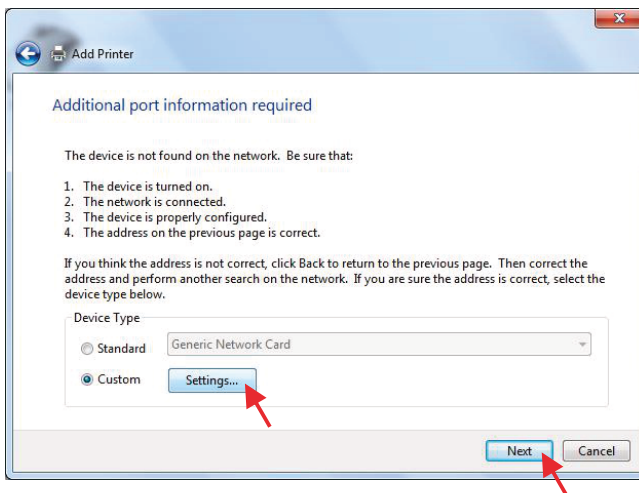 Add Printer
Additional port information required
The device is not found on the network. Be sure that:
1. The device is turned on.
2. The network is connected.
3. The device is properly configured.
4. The address on the previous page is correct.
If you think the address is not correct, click Back to return to the previous page. Then correct the
address and perform another search on the network. If you are sure the address is correct, select the
device type below.
Device Type
Standard Generic Network Card
Custom Settings...
Next Cancel